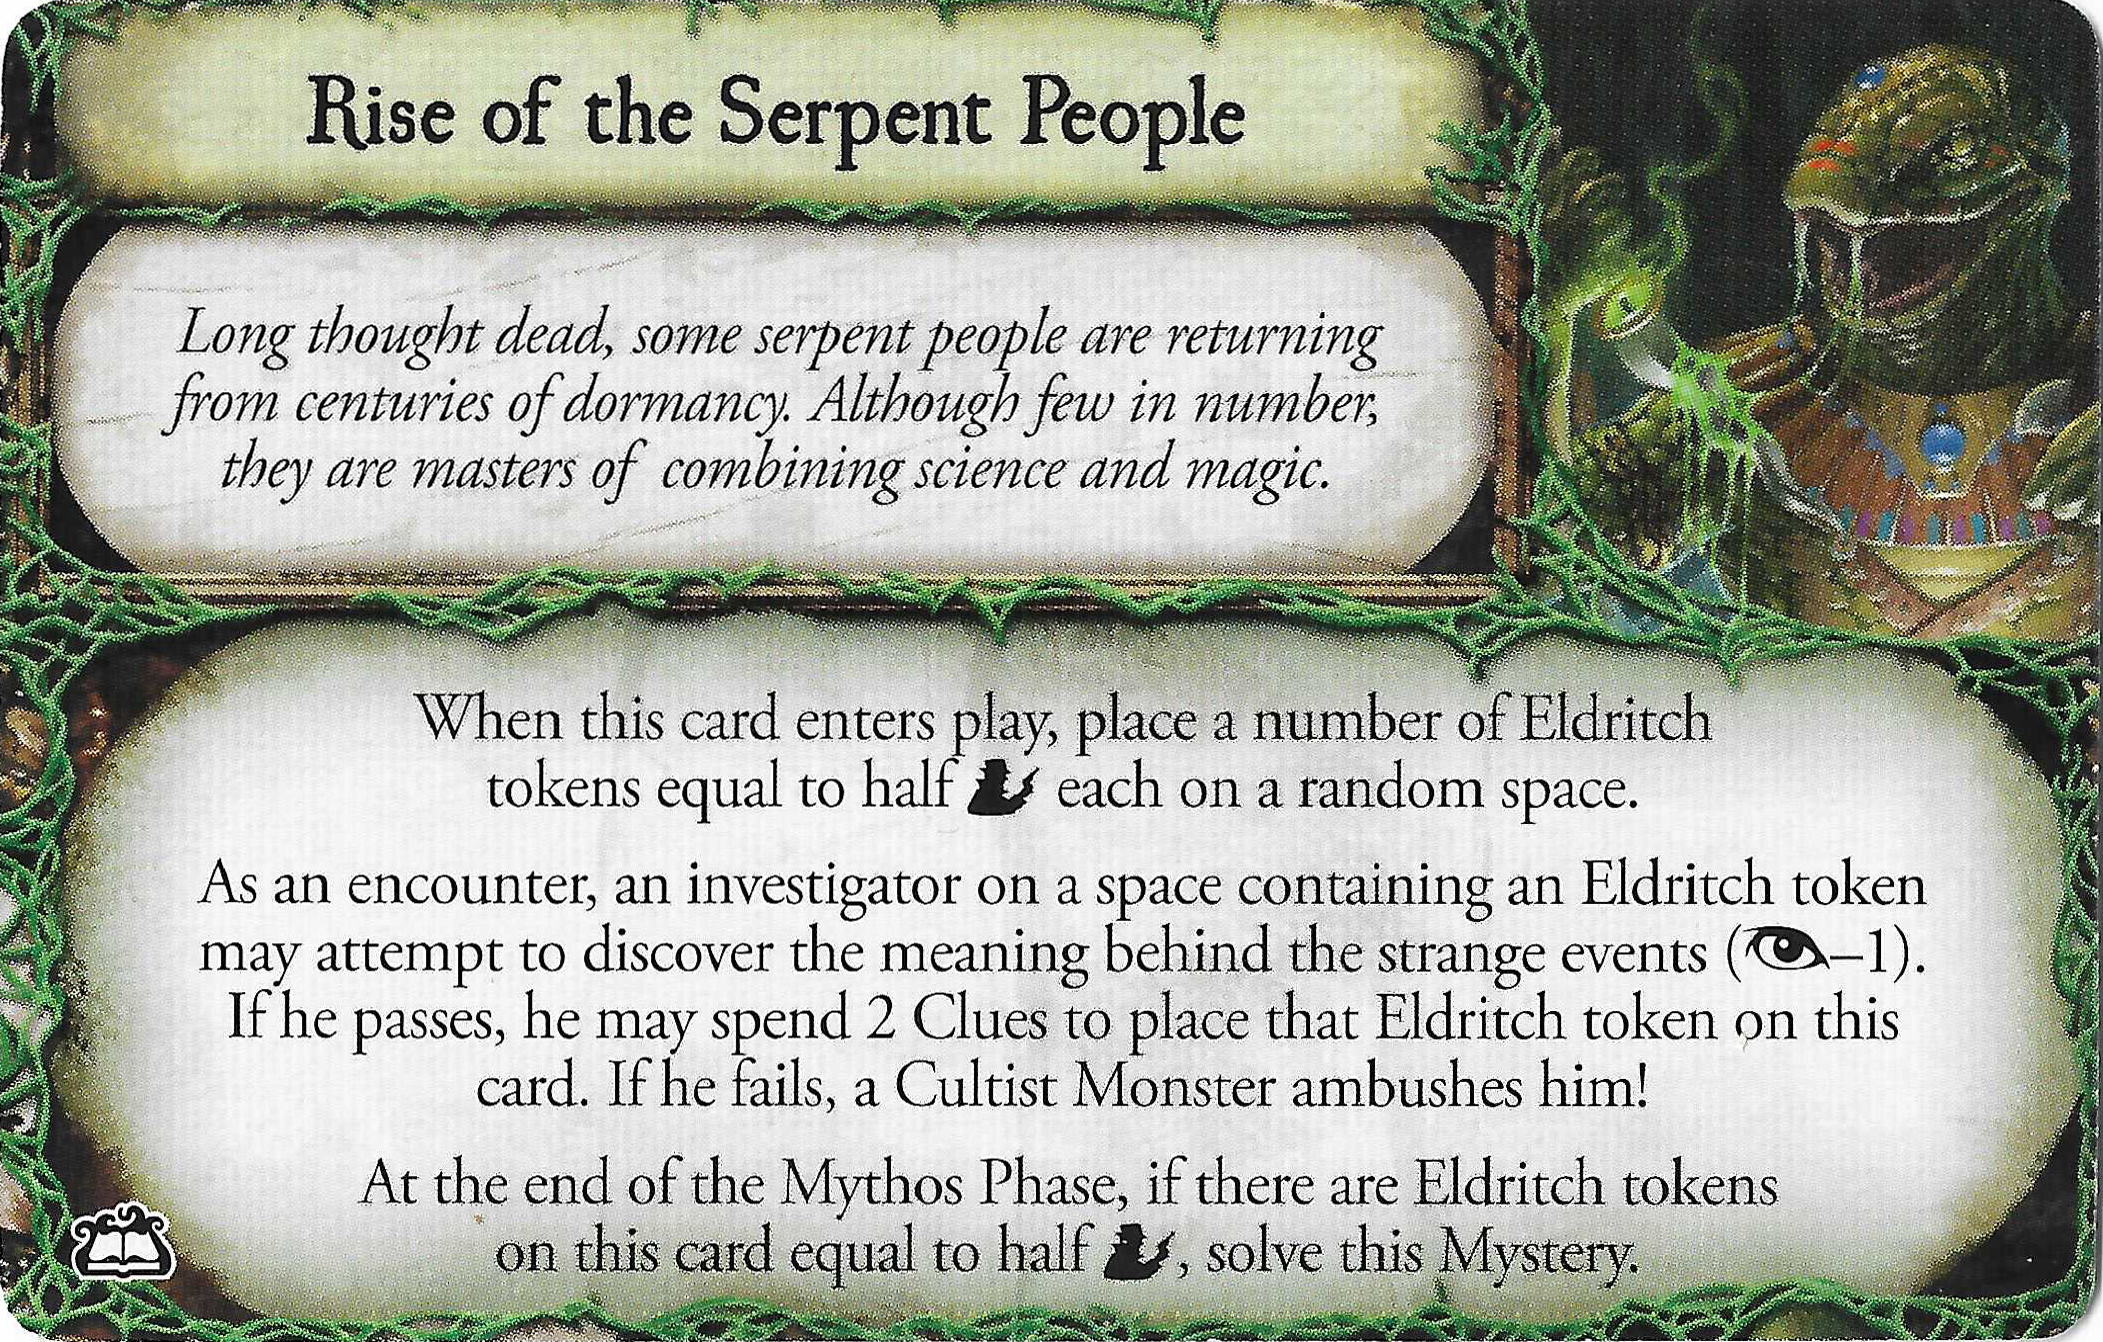 Rise of the Serpent People
Long thought dead, some serpent people are returning
from centuries of dormancy. Although few in number,
they are masters of combining science and magic.
When this card enters play, place a number of Eldritch
tokens equal to half each on a random space.
As an encounter, an investigator on a space containing an Eldritch token
may attempt to discover the meaning behind the strange events (–1).
If he passes, he may spend 2 Clues to place that Eldritch token on this
card. If he fails, a Cultist Monster ambushes him!
At the end of the Mythos Phase, if there are Eldritch tokens
on this card equal to half , solve this Mystery.